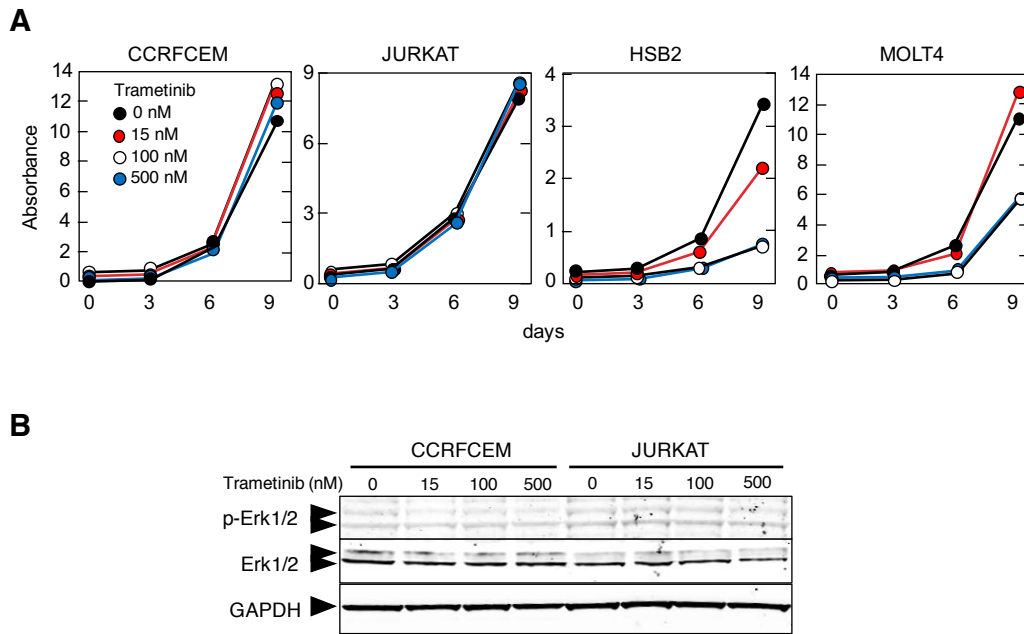 A
CCRFCEM JURKAT HSB2 MOLT4
Absorbance
14
12
10
8
6
4
2
0
Trametinib
0 nM
15 nM
100 nM
500 nM
0 3 6 9
9
6
3
0
0 3 6 9
4
3
2
1
0
0 3 6 9
14
12
10
8
6
4
2
0
0 3 6 9
days
B
CCRFCEM JURKAT
Trametinib (nM) 0 15 100 500 0 15 100 500
p-Erk1/2
Erk1/2
GAPDH